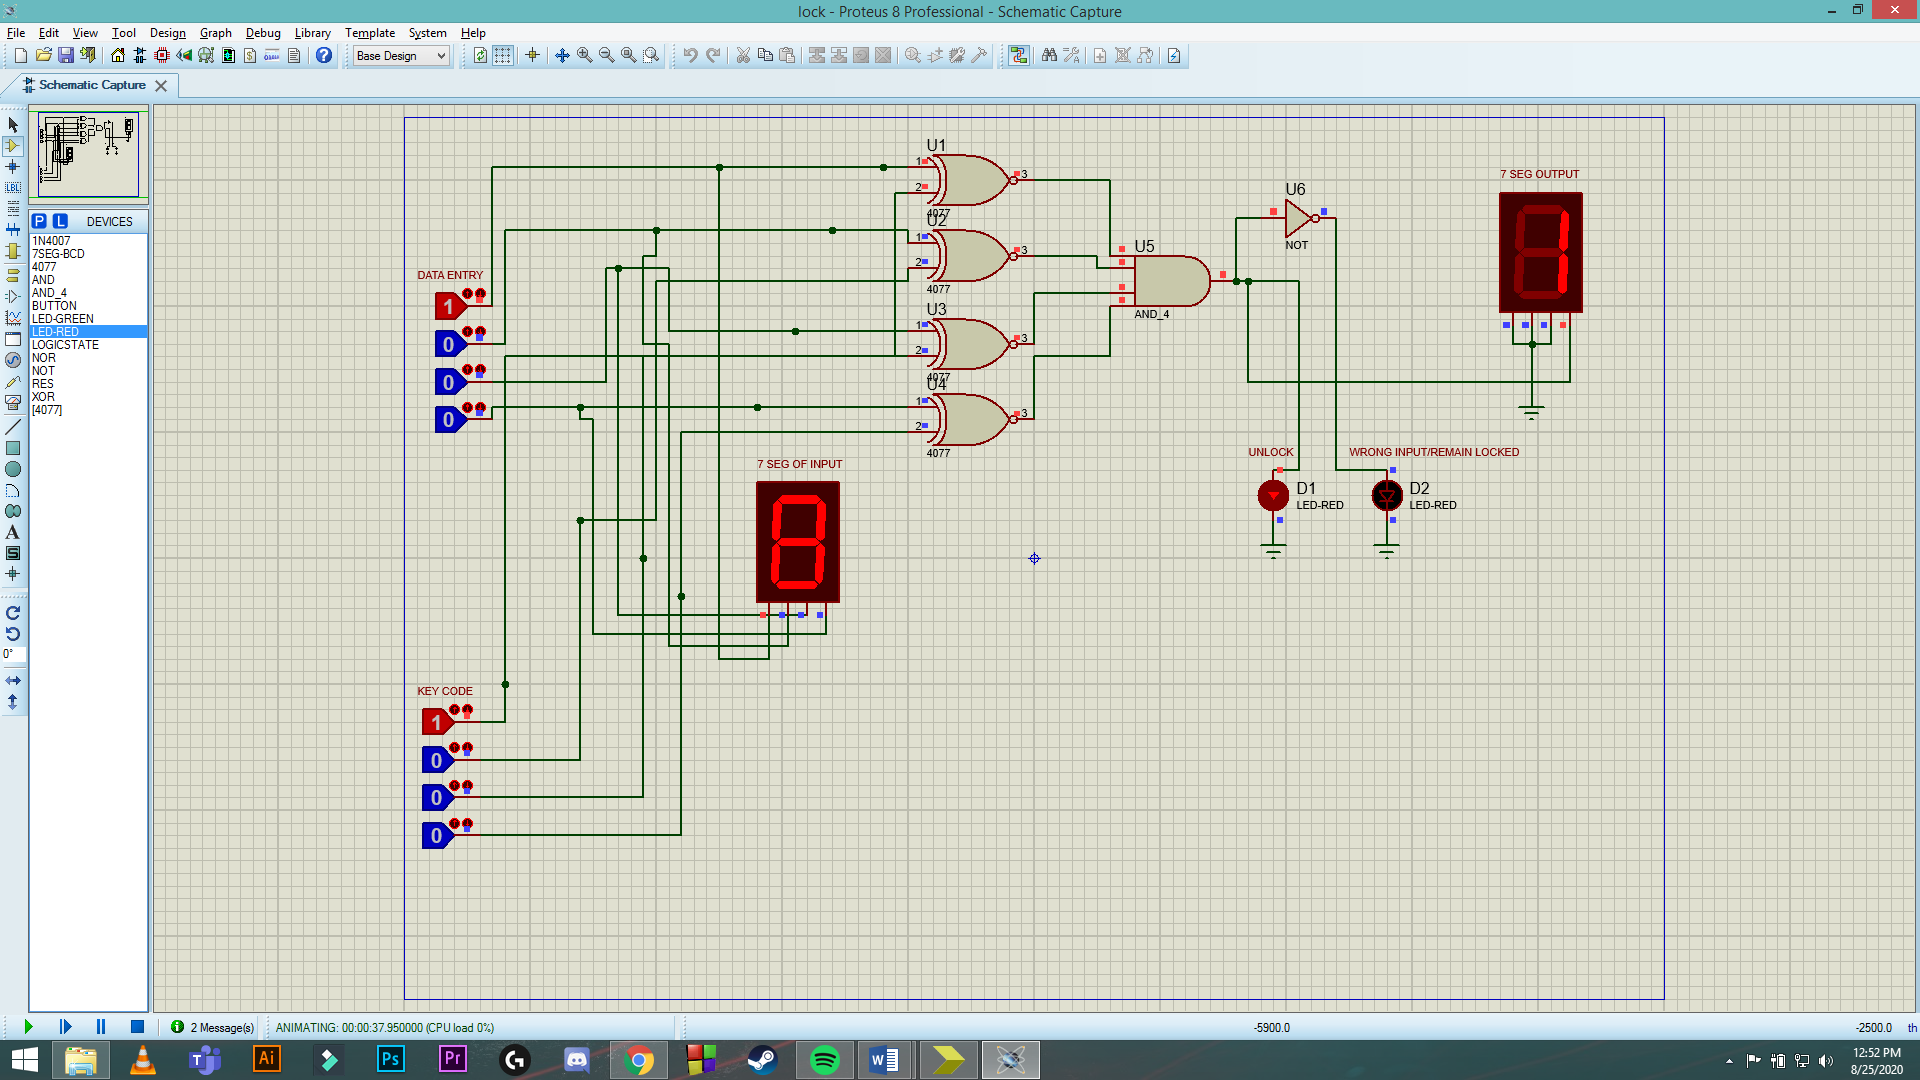 lock - Proteus 8 Professional - Schematic Capture
File Edit View Tool Design Graph Debug Library Template System Help
Base Design
Schematic Capture
P L DEVICES
1N4007
7SEG-BCD
4077
AND
AND_4
BUTTON
LED-GREEN
LED-RED
LOGICSTATE
NOR
NOT
RES
XOR
[4077]
LBL
A
S
0°
DATA ENTRY
1
0
0
0
KEY CODE
1
0
0
0
U1
1
2
3
4077
U2
1
2
3
4077
U3
1
2
3
4077
U4
1
2
3
4077
U5
AND_4
U6
NOT
7 SEG OUTPUT
7 SEG OF INPUT
UNLOCK
D1
LED-RED
WRONG INPUT/REMAIN LOCKED
D2
LED-RED
2 Message(s)
ANIMATING: 00:00:37.950000 (CPU load 0%)
-5900.0
-2500.0
th
Ai
Ps
Pr
12:52 PM
8/25/2020